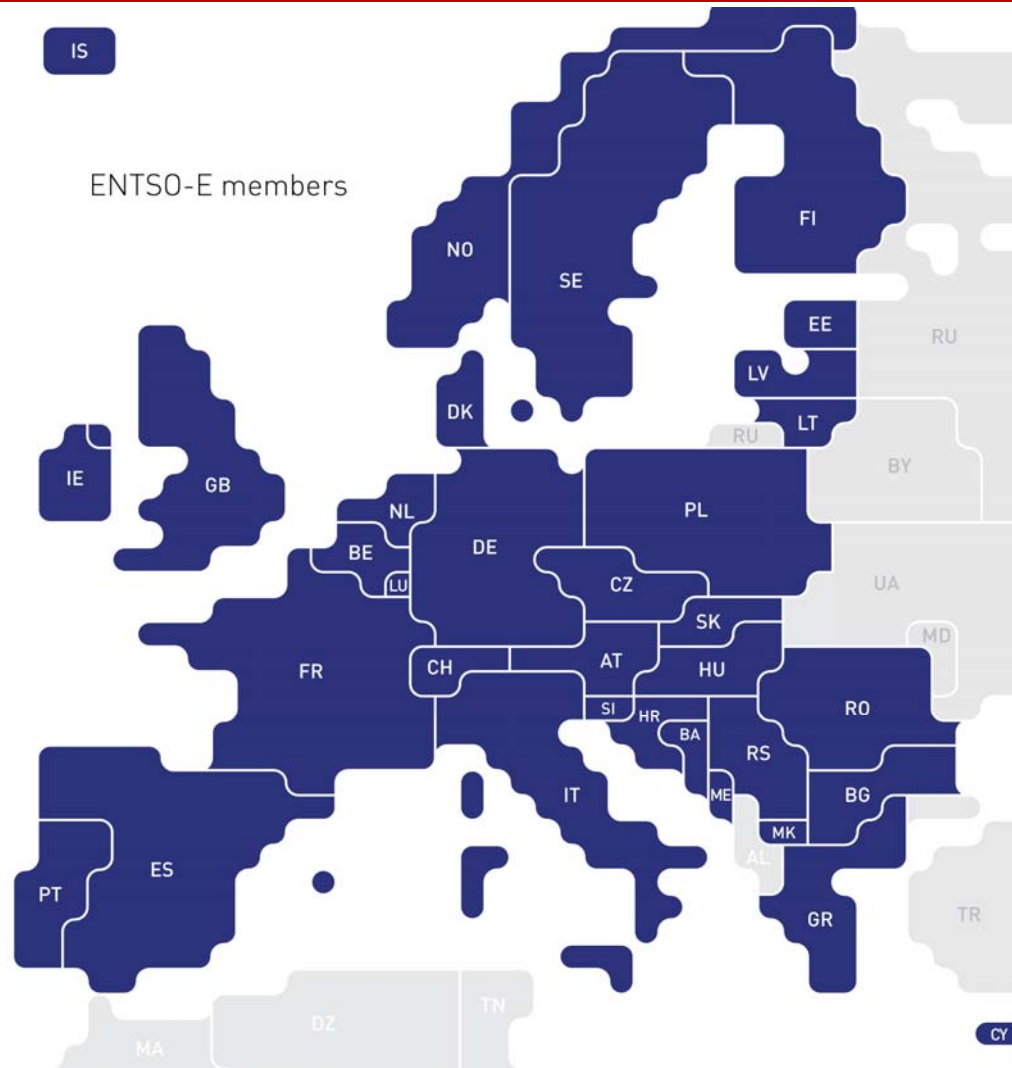 IS
ENTSO-E members
FI
NO
SE
EE
RU
LV
DK
LT
RU
BY
IE
GB
NL
PL
DE
BE
LU
CZ
UA
SK
MD
FR
CH
AT
HU
SI
HR
RO
BA
RS
IT
ME
BG
MK
AL
ES
PT
GR
TR
TN
DZ
CY
MA